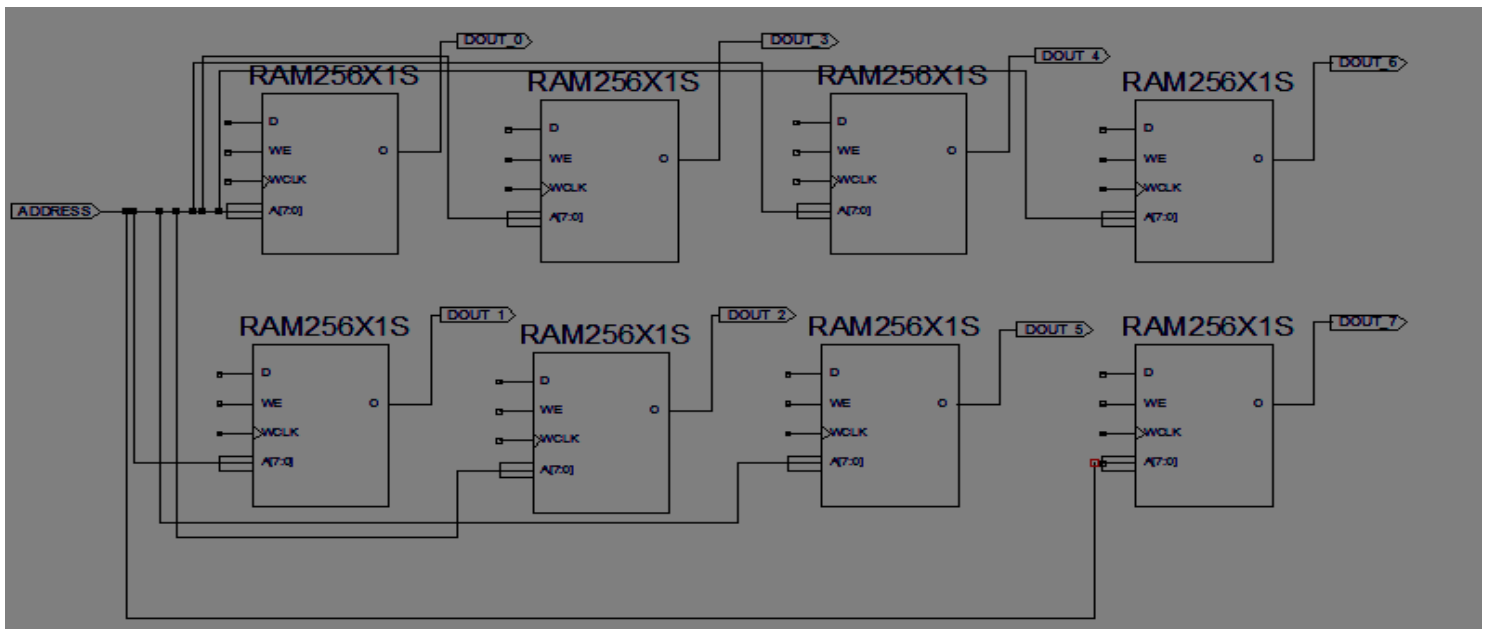 DOUT_0
DOUT_3
DOUT_4
DOUT_6
RAM256X1S
RAM256X1S
RAM256X1S
RAM256X1S
D
WE
O
WCLK
A[7:0]
D
WE
O
WCLK
A[7:0]
D
WE
O
WCLK
A[7:0]
D
WE
O
WCLK
A[7:0]
ADDRESS
DOUT_1
DOUT_2
DOUT_5
DOUT_7
RAM256X1S
RAM256X1S
RAM256X1S
RAM256X1S
D
WE
O
WCLK
A[7:0]
D
WE
O
WCLK
A[7:0]
D
WE
O
WCLK
A[7:0]
D
WE
O
WCLK
A[7:0]